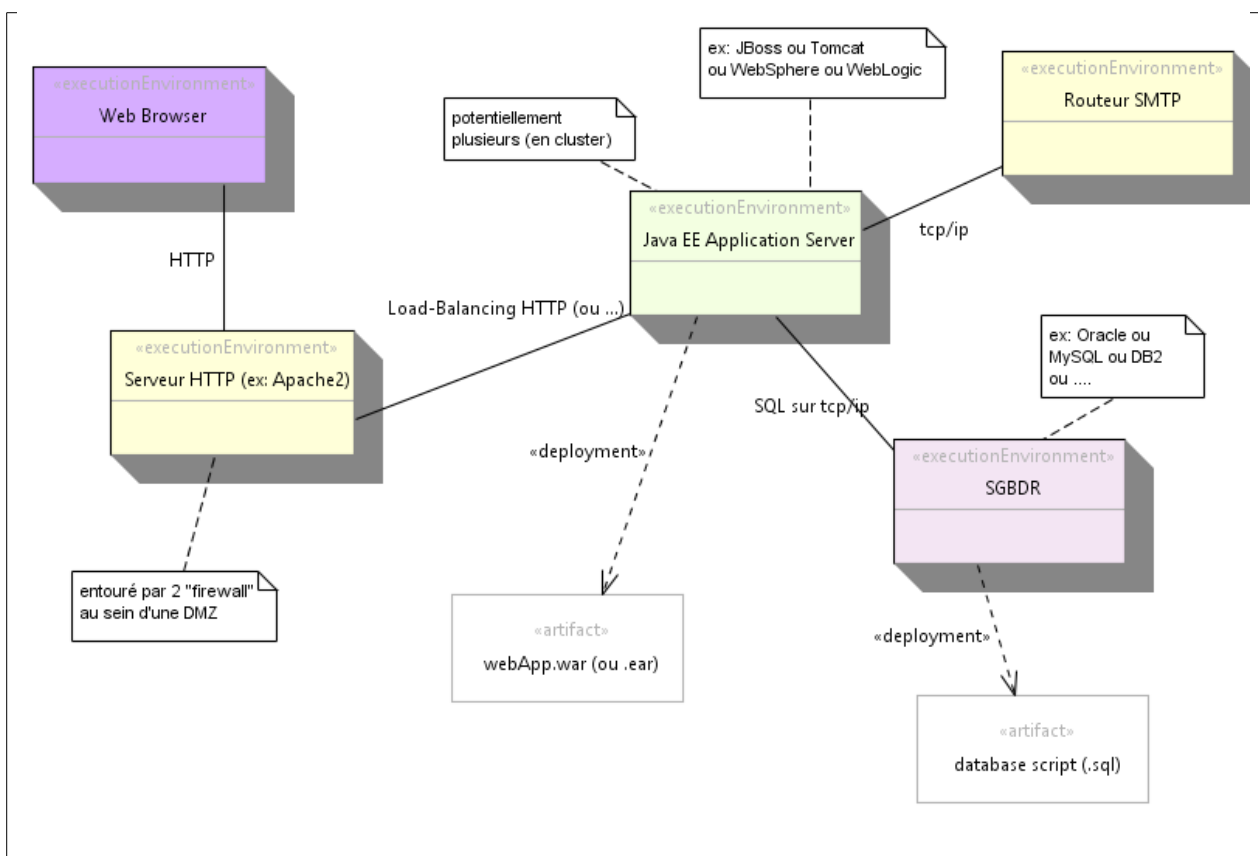 ex: JBoss ou Tomcat
ou WebSphere ou WebLogic
«executionEnvironment»
Routeur SMTP
«executionEnvironment»
Web Browser
potentiellement
plusieurs (en cluster)
«executionEnvironment»
Java EE Application Server
tcp/ip
HTTP
Load-Balancing HTTP (ou ...)
«executionEnvironment»
Serveur HTTP (ex: Apache2)
ex: Oracle ou
MySQL ou DB2
ou ....
SQL sur tcp/ip
«deployment»
«executionEnvironment»
SGBDR
entouré par 2 "firewall"
au sein d'une DMZ
«artifact»
webApp.war (ou .ear)
«deployment»
«artifact»
database script (.sql)